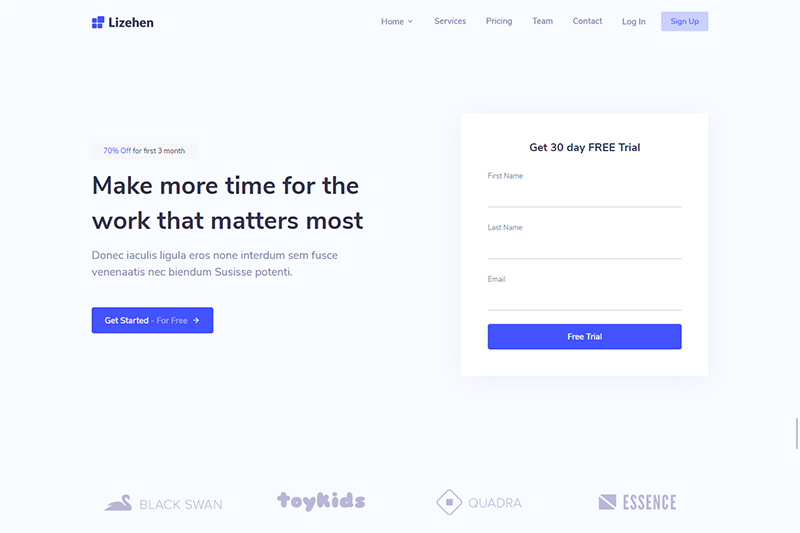 Lizehen
Home Services Pricing Team Contact Log In Sign Up
70% Off for first 3 month
Make more time for the
work that matters most
Donec iaculis ligula eros none interdum sem fusce
venenaatis nec biendum Susisse potenti.
Get Started - For Free
Get 30 day FREE Trial
First Name
Last Name
Email
Free Trial
BLACK SWAN
toykids
QUADRA
ESSENCE